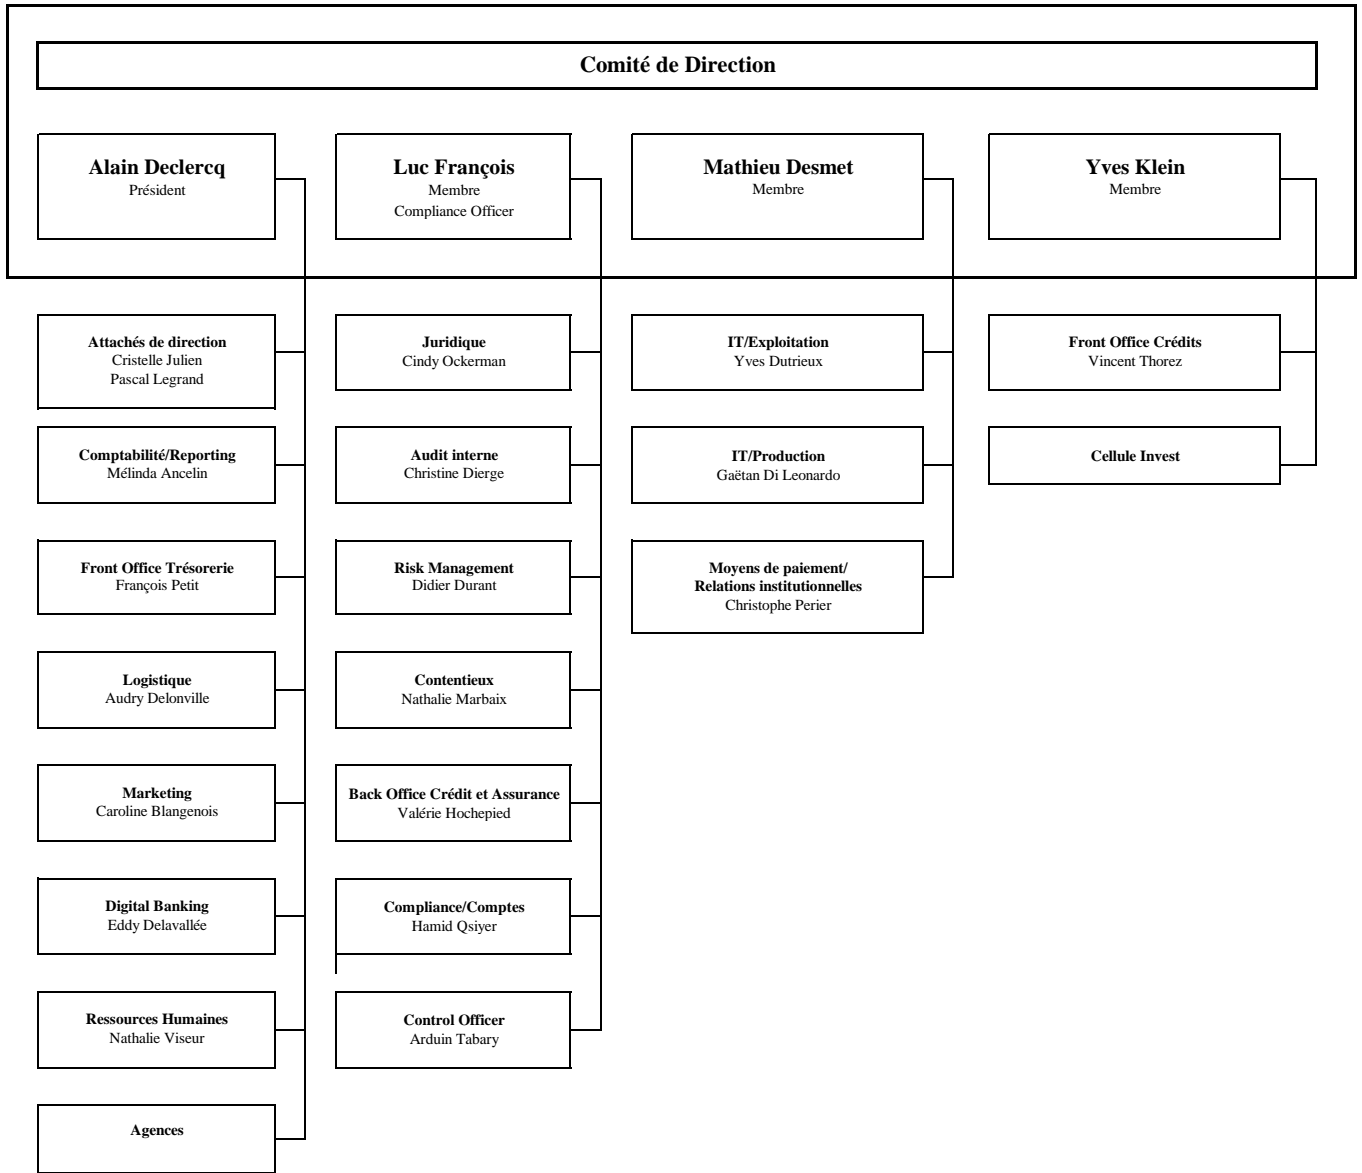 Comité de Direction
Alain Declercq
Président
Luc François
Membre
Compliance Officer
Mathieu Desmet
Membre
Yves Klein
Membre
Attachés de direction
Cristelle Julien
Pascal Legrand
Comptabilité/Reporting
Mélinda Ancelin
Front Office Trésorerie
François Petit
Logistique
Audry Delonville
Marketing
Caroline Blangenois
Digital Banking
Eddy Delavallée
Ressources Humaines
Nathalie Viseur
Agences
Juridique
Cindy Ockerman
Audit interne
Christine Dierge
Risk Management
Didier Durant
Contentieux
Nathalie Marbaix
Back Office Crédit et Assurance
Valérie Hochepied
Compliance/Comptes
Hamid Qsiyer
Control Officer
Arduin Tabary
IT/Exploitation
Yves Dutrieux
IT/Production
Gaëtan Di Leonardo
Moyens de paiement/
Relations institutionnelles
Christophe Perier
Front Office Crédits
Vincent Thorez
Cellule Invest